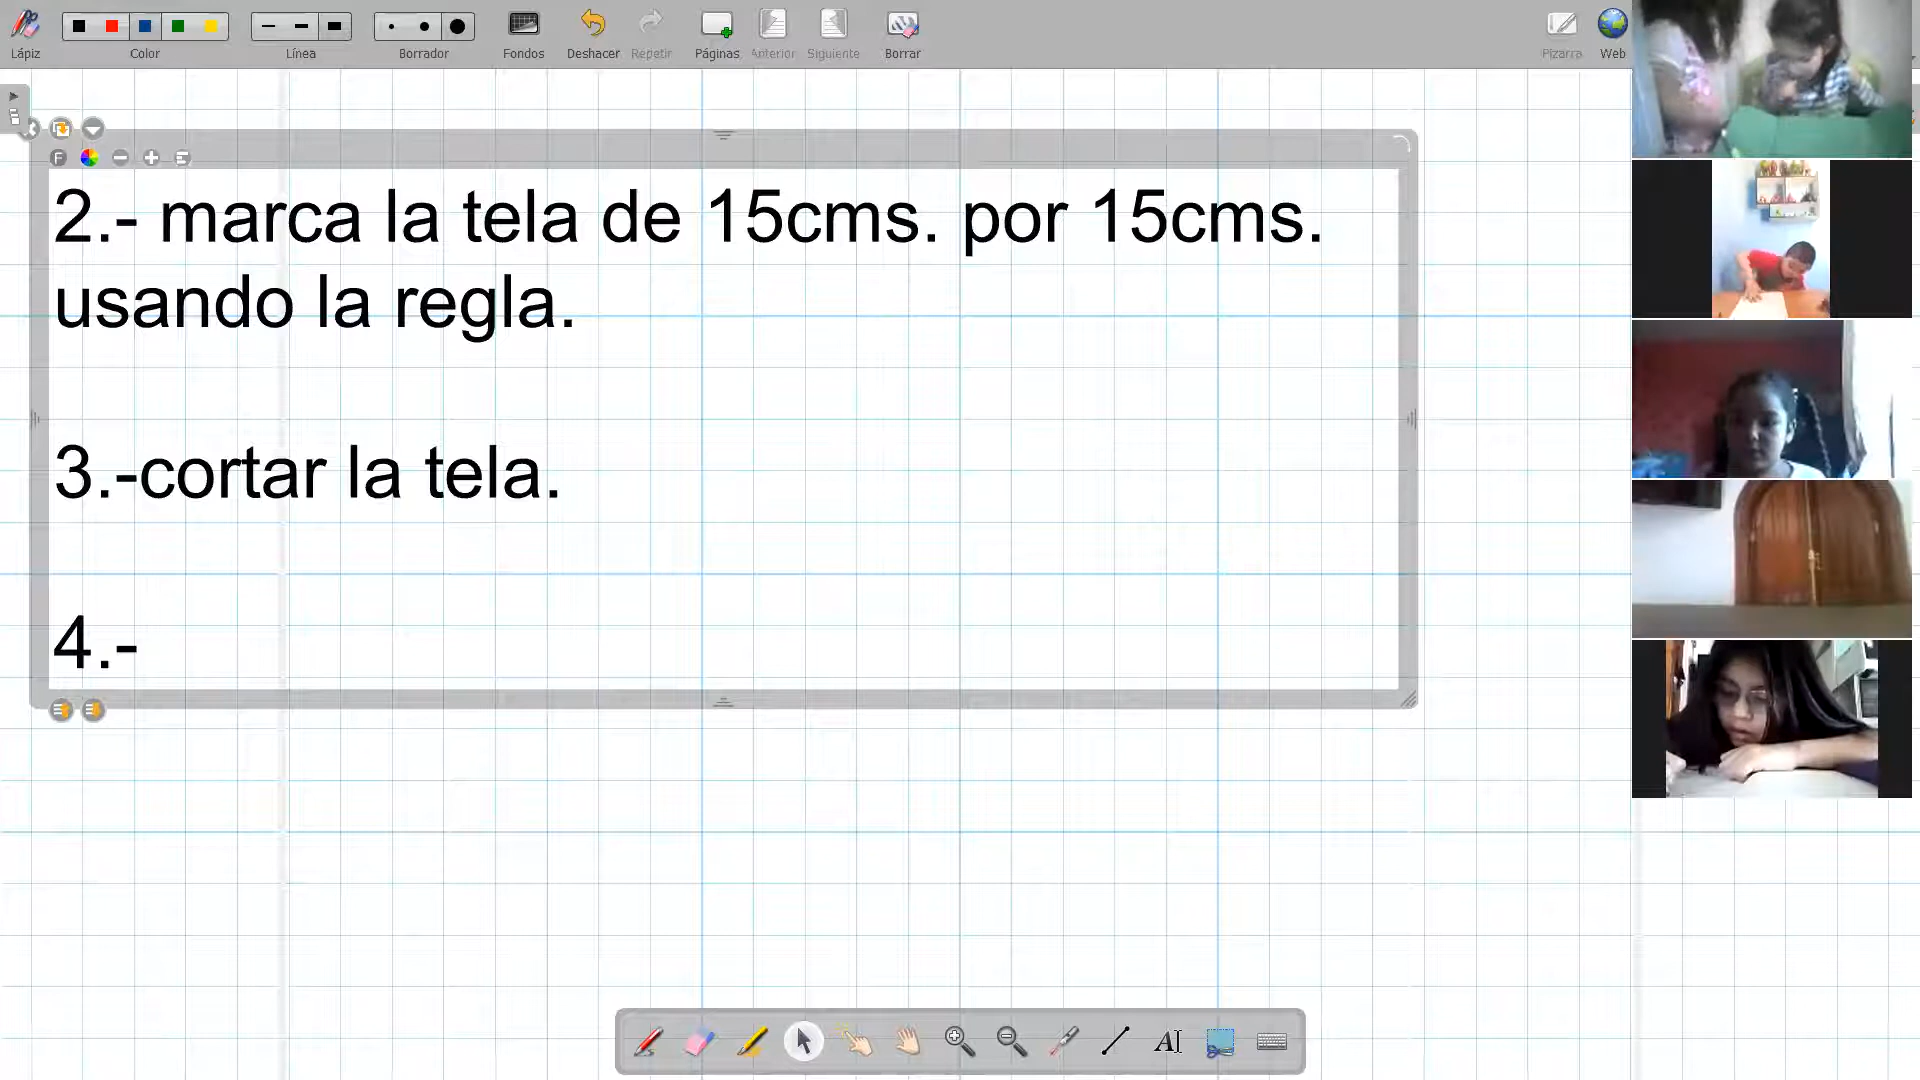 Lápiz
Color
Línea
Borrador
Fondos
Deshacer
Repetir
Páginas
Anterior
Siguiente
Borrar
Pizarra
Web
F
2.- marca la tela de 15cms. por 15cms.
usando la regla.
3.-cortar la tela.
4.-
AI